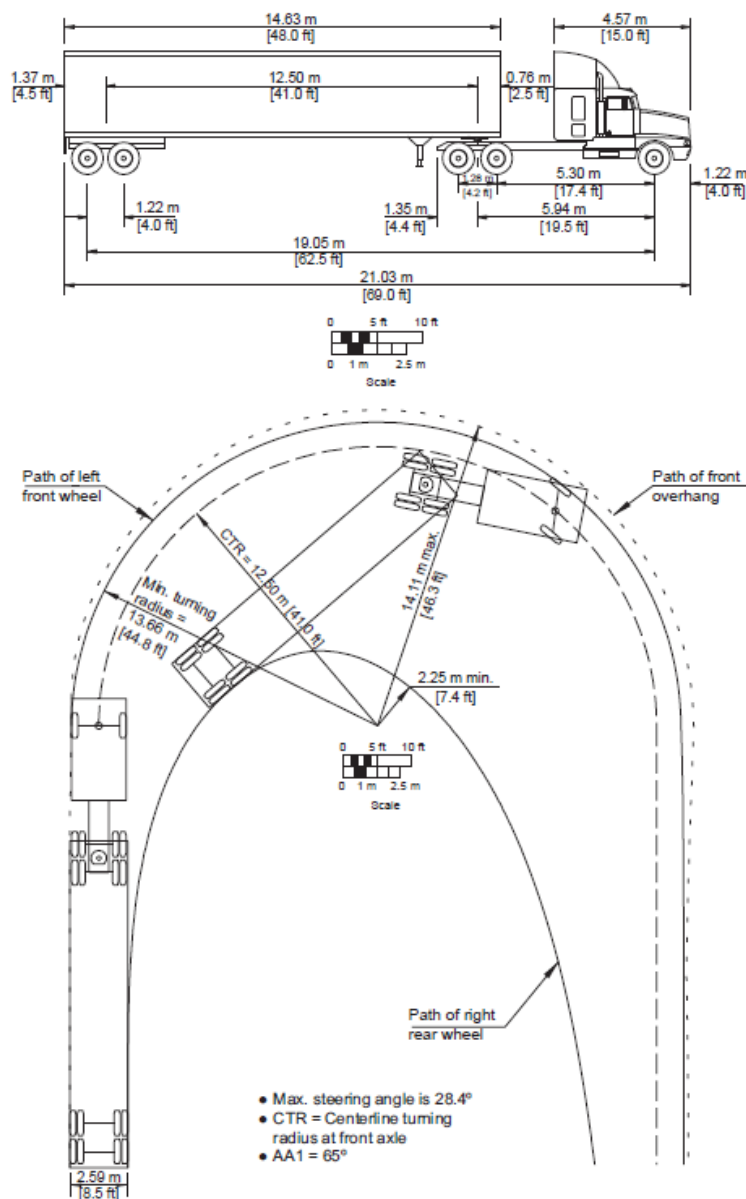 14.63 m
[48.0 ft]
4.57 m
[15.0 ft]
1.37 m
[4.5 ft]
12.50 m
[41.0 ft]
0.76 m
[2.5 ft]
1.28 m
[4.2 ft]
5.30 m
[17.4 ft]
1.22 m
[4.0 ft]
1.22 m
[4.0 ft]
1.35 m
[4.4 ft]
5.94 m
[19.5 ft]
19.05 m
[62.5 ft]
21.03 m
[69.0 ft]
0 5 ft 10 ft
0 1 m 2.5 m
Scale
Path of left
front wheel
Path of front
overhang
CTR = 12.50 m [41.0 ft]
14.11 m max.
[46.3 ft]
Min. turning
radius =
13.66 m
[44.8 ft]
2.25 m min.
[7.4 ft]
0 5 ft 10 ft
0 1 m 2.5 m
Scale
Path of right
rear wheel
● Max. steering angle is 28.4º
● CTR = Centerline turning
radius at front axle
● AA1 = 65º
2.59 m
[8.5 ft]